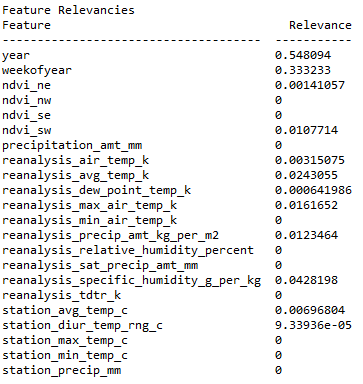 Feature Relevancies
Feature                               Relevance
------------------------------------  -----------
year                                  0.548094
weekofyear                            0.333233
ndvi_ne                               0.00141057
ndvi_nw                               0
ndvi_se                               0
ndvi_sw                               0.0107714
precipitation_amt_mm                  0
reanalysis_air_temp_k                 0.00315075
reanalysis_avg_temp_k                 0.0243055
reanalysis_dew_point_temp_k           0.000641986
reanalysis_max_air_temp_k             0.0161652
reanalysis_min_air_temp_k             0
reanalysis_precip_amt_kg_per_m2       0.0123464
reanalysis_relative_humidity_percent  0
reanalysis_sat_precip_amt_mm          0
reanalysis_specific_humidity_g_per_kg 0.0428198
reanalysis_tdtr_k                     0
station_avg_temp_c                    0.00696804
station_diur_temp_rng_c               9.33936e-05
station_max_temp_c                    0
station_min_temp_c                    0
station_precip_mm                     0